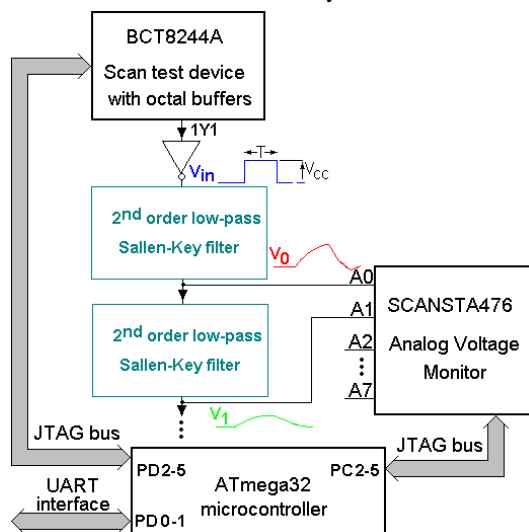 BCT8244A
Scan test device
with octal buffers
1Y1
Vin
T
VCC
2nd order low-pass
Sallen-Key filter
V0
A0
A1
A2
A7
SCANSTA476
Analog Voltage
Monitor
2nd order low-pass
Sallen-Key filter
V1
JTAG bus
JTAG bus
UART
interface
PD2-5
PD0-1
PC2-5
ATmega32
microcontroller